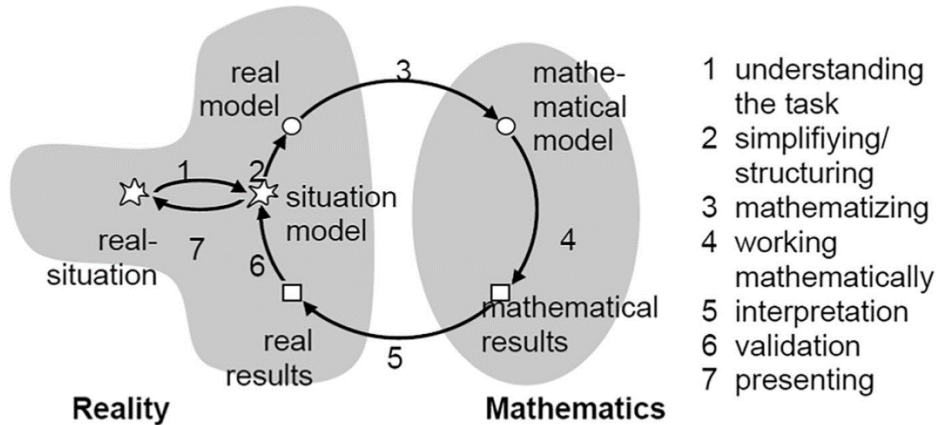 real
model
3
mathe-
matical
model
1
2
situation
model
real-
situation
7
6
4
real
results
5
mathematical
results
Reality
Mathematics
1 understanding
the task
2 simplifiying/
structuring
3 mathematizing
4 working
mathematically
5 interpretation
6 validation
7 presenting